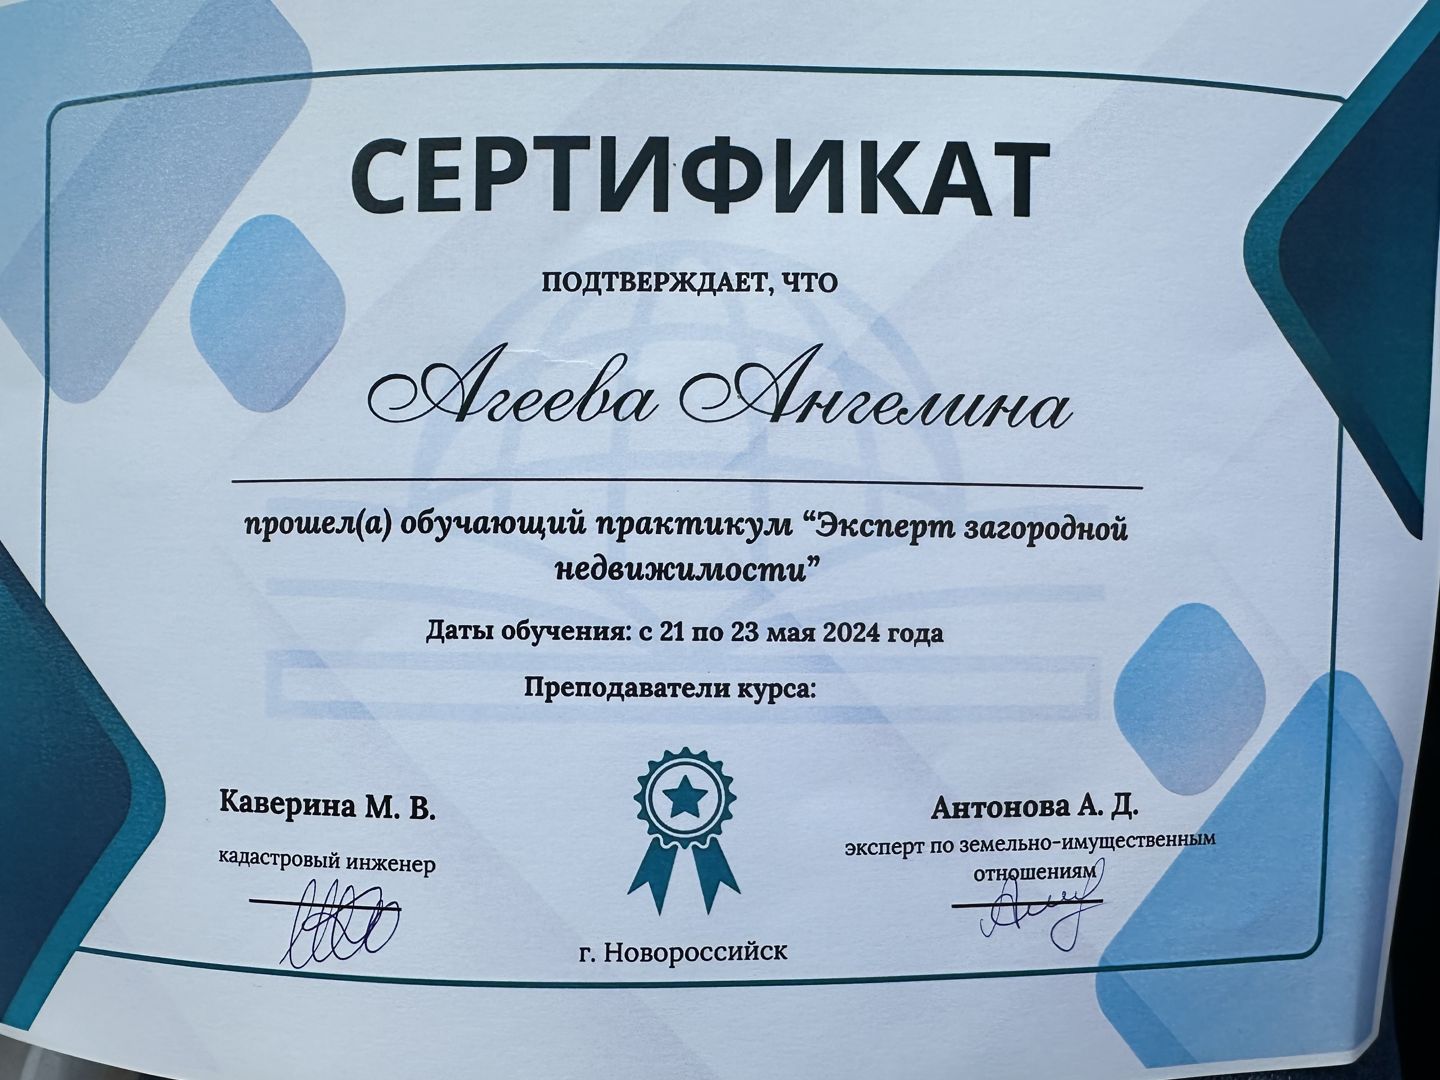 СЕРТИФИКАТ
ПОДТВЕРЖДАЕТ, ЧТО
Агеева Ангелина
прошел(а) обучающий практикум “Эксперт загородной
недвижимости”
Даты обучения: с 21 по 23 мая 2024 года
Преподаватели курса:
Каверина М. В.
кадастровый инженер
Антонова А. Д.
эксперт по земельно-имущественным
отношениям
г. Новороссийск